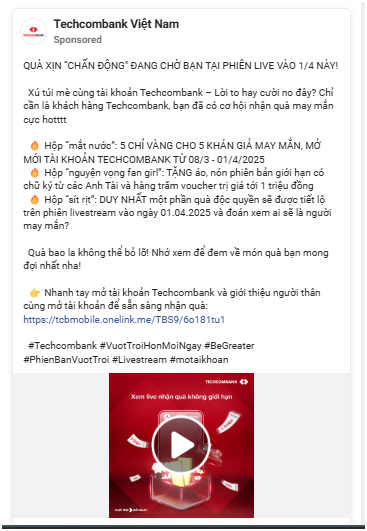 Techcombank Việt Nam
Sponsored
QUÀ XỊN "CHẤN ĐỘNG" ĐANG CHỜ BẠN TẠI PHIÊN LIVE VÀO 1/4 NÀY!
Xú túi mè cùng tài khoản Techcombank – Lời to hay cười no đây? Chỉ
cần là khách hàng Techcombank, bạn đã có cơ hội nhận quà may mắn
cực hotttt
🔥 Hộp "mắt nước": 5 CHỈ VÀNG CHO 5 KHÁN GIẢ MAY MẮN, MỞ
MỚI TÀI KHOẢN TECHCOMBANK TỪ 08/3 - 01/4/2025
🔥 Hộp "nguyện vọng fan girl": TẶNG áo, nón phiên bản giới hạn có
chữ ký từ các Anh Tài và hàng trăm voucher trị giá tới 1 triệu đồng
🔥 Hộp "sít rịt": DUY NHẤT một phần quà độc quyền sẽ được tiết lộ
trên phiên livestream vào ngày 01.04.2025 và đoán xem ai sẽ là người
may mắn?
Quà bao la không thể bỏ lỡ! Nhớ xem để đem về món quà bạn mong
đợi nhất nha!
👉 Nhanh tay mở tài khoản Techcombank và giới thiệu người thân
cùng mở tài khoản để sẵn sàng nhận quà:
https://tcbmobile.onelink.me/TBS9/6o181tu1
#Techcombank #VuotTroiHonMoiNgay #BeGreater
#PhienBanVuotTroi #Livestream #motaikhoan
TECHCOMBANK
Xem live nhận quà không giới hạn